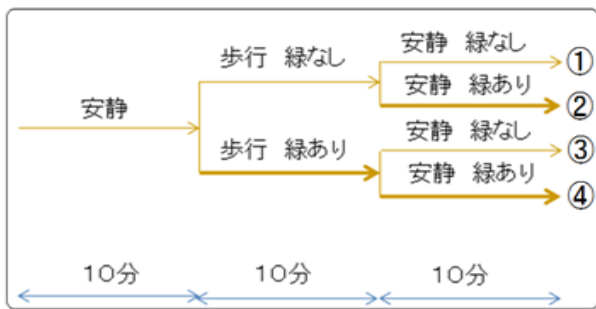 安静
歩行 緑なし
歩行 緑あり
安静 緑なし
①
安静 緑あり
②
安静 緑なし
③
安静 緑あり
④
10分 10分 10分